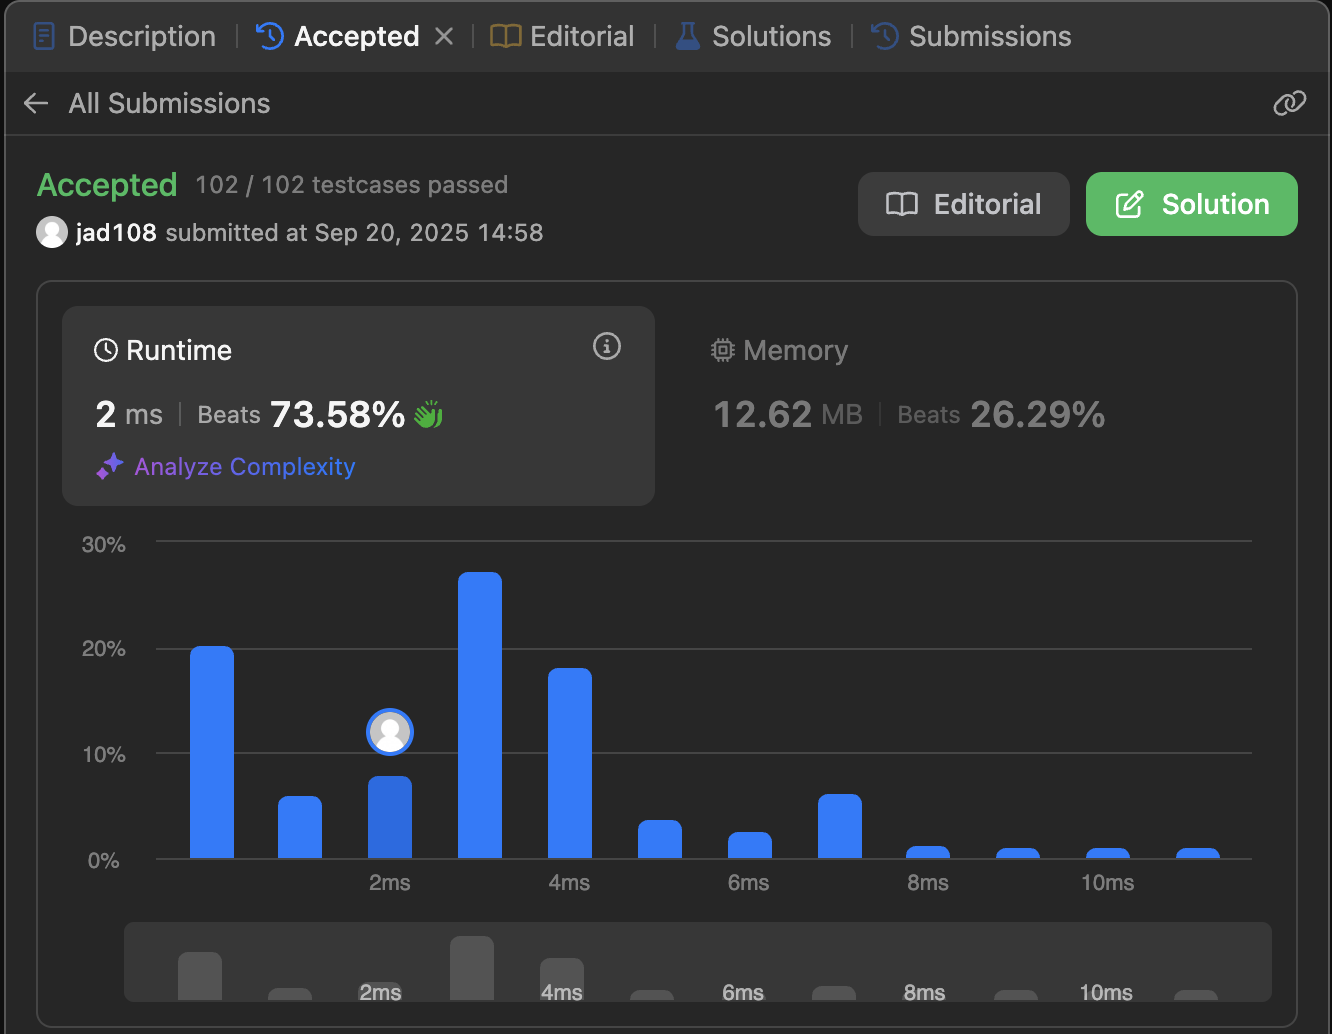 Description Accepted Editorial Solutions Submissions
All Submissions
Accepted 102 / 102 testcases passed
jad108 submitted at Sep 20, 2025 14:58
Editorial Solution
Runtime
2 ms Beats 73.58%
Analyze Complexity
Memory
12.62 MB Beats 26.29%
30%
20%
10%
0%
2ms 4ms 6ms 8ms 10ms
2ms 4ms 6ms 8ms 10ms